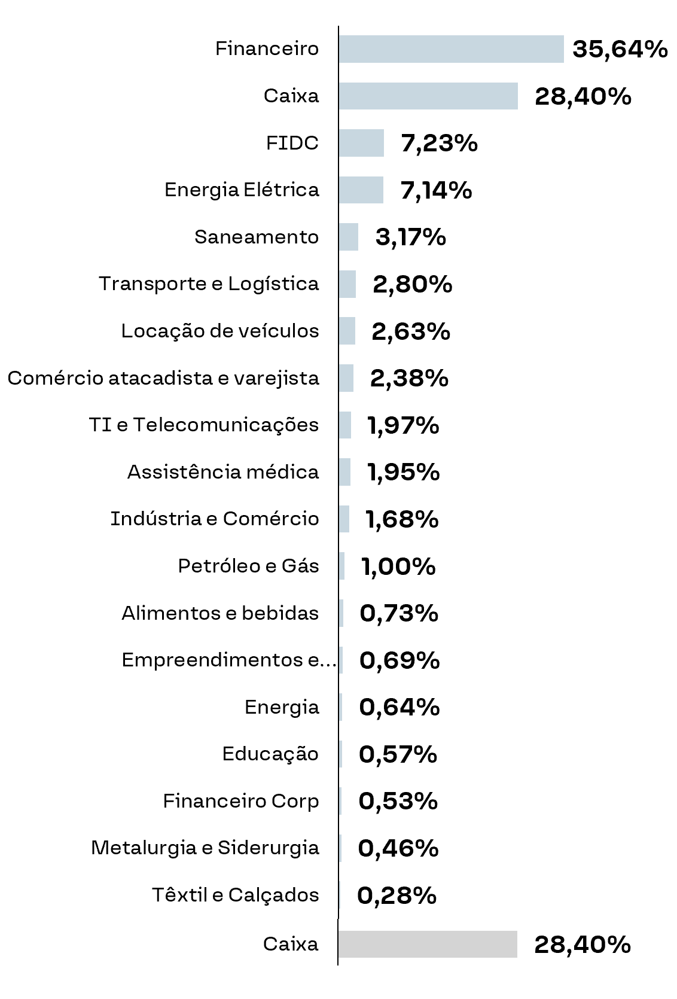 Financeiro 35,64%
Caixa 28,40%
FIDC 7,23%
Energia Elétrica 7,14%
Saneamento 3,17%
Transporte e Logística 2,80%
Locação de veículos 2,63%
Comércio atacadista e varejista 2,38%
TI e Telecomunicações 1,97%
Assistência médica 1,95%
Indústria e Comércio 1,68%
Petróleo e Gás 1,00%
Alimentos e bebidas 0,73%
Empreendimentos e... 0,69%
Energia 0,64%
Educação 0,57%
Financeiro Corp 0,53%
Metalurgia e Siderurgia 0,46%
Têxtil e Calçados 0,28%
Caixa 28,40%